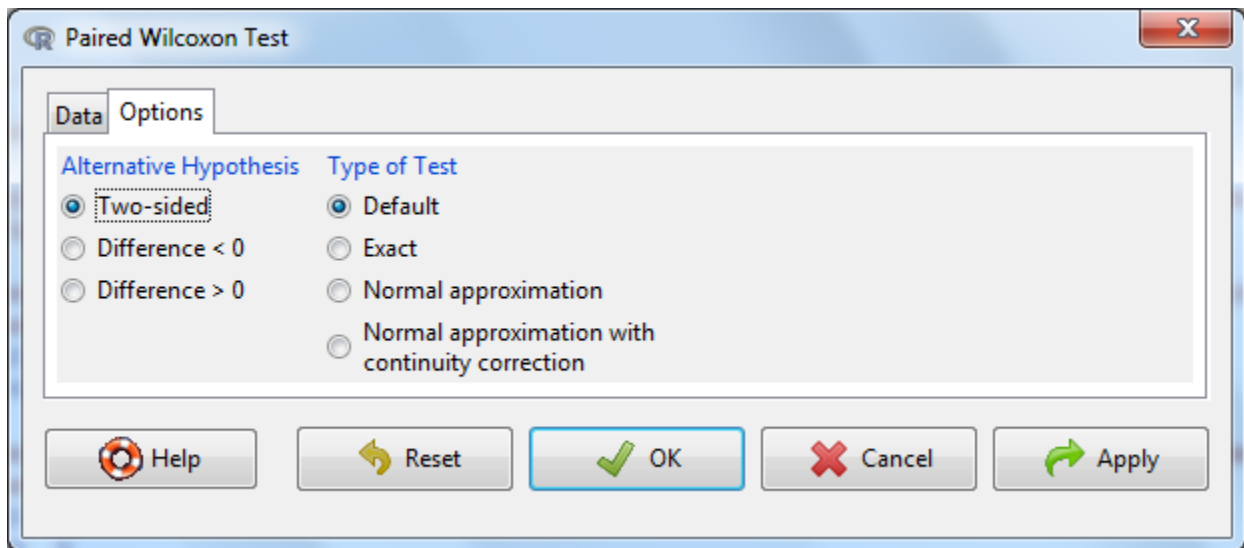 Paired Wilcoxon Test
Data Options
Alternative Hypothesis Type of Test
Two-sided Default
Difference < 0 Exact
Difference > 0 Normal approximation
Normal approximation with
continuity correction
Help Reset OK Cancel Apply